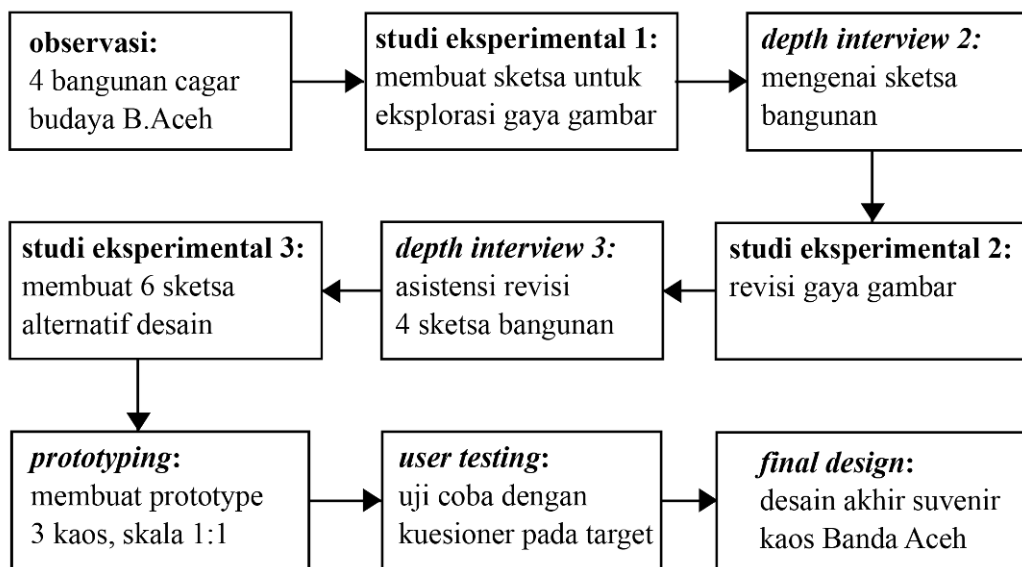 observasi:
4 bangunan cagar
budaya B.Aceh
studi eksperimental 1:
membuat sketsa untuk
eksplorasi gaya gambar
depth interview 2:
mengenai sketsa
bangunan
studi eksperimental 2:
revisi gaya gambar
depth interview 3:
asistensi revisi
4 sketsa bangunan
studi eksperimental 3:
membuat 6 sketsa
alternatif desain
prototyping:
membuat prototype
3 kaos, skala 1:1
user testing:
uji coba dengan
kuesioner pada target
final design:
desain akhir suvenir
kaos Banda Aceh